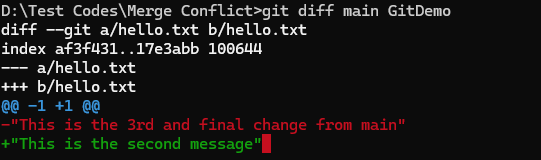 D:\Test Codes\Merge Conflict>git diff main GitDemo
diff --git a/hello.txt b/hello.txt
index af3f431..17e3abb 100644
--- a/hello.txt
+++ b/hello.txt
@@ -1 +1 @@
-"This is the 3rd and final change from main"
+"This is the second message"